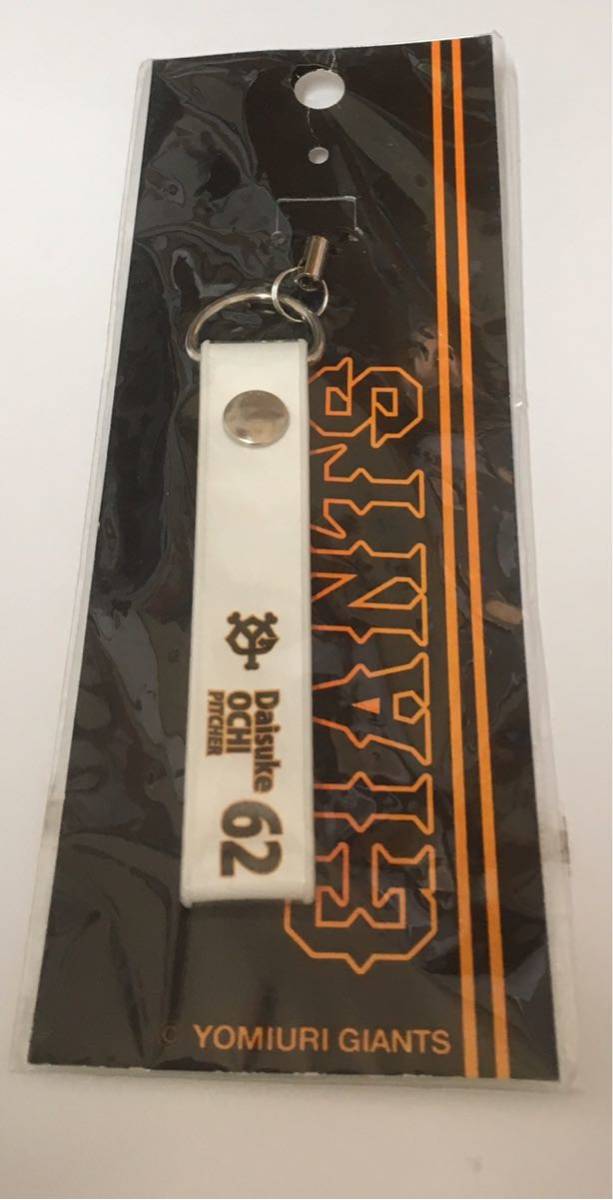 GIANTS
Daisuke
OCHI
PITCHER
62
© YOMIURI GIANTS